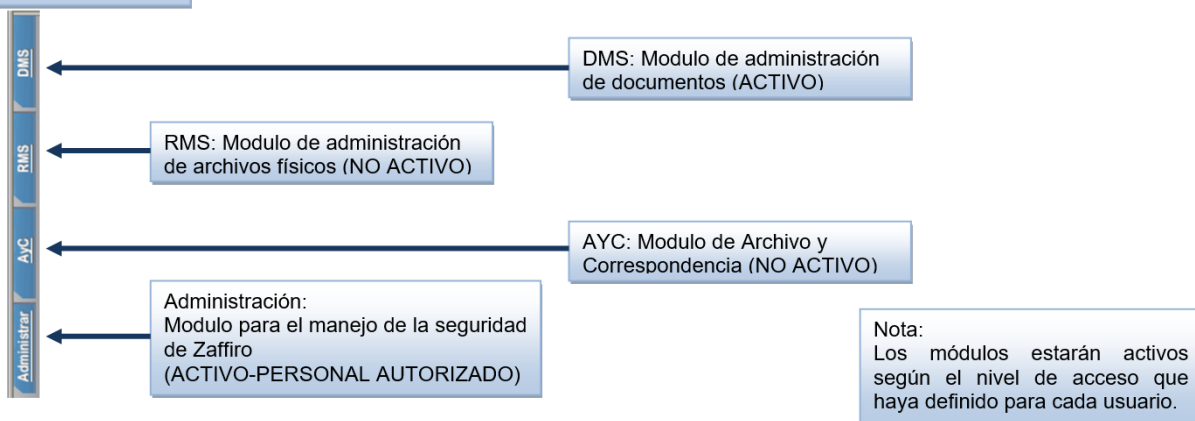 DMS
DMS: Modulo de administración
de documentos (ACTIVO)
RMS
RMS: Modulo de administración
de archivos físicos (NO ACTIVO)
AyC
AYC: Modulo de Archivo y
Correspondencia (NO ACTIVO)
Administrar
Administración:
Modulo para el manejo de la seguridad
de Zaffiro
(ACTIVO-PERSONAL AUTORIZADO)
Nota:
Los módulos estarán activos
según el nivel de acceso que
haya definido para cada usuario.